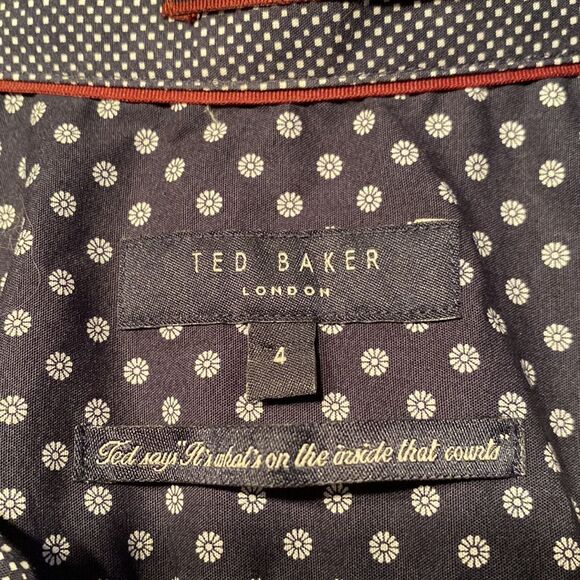 TED BAKER
LONDON
4
Ted says "It's what's on the inside that counts"